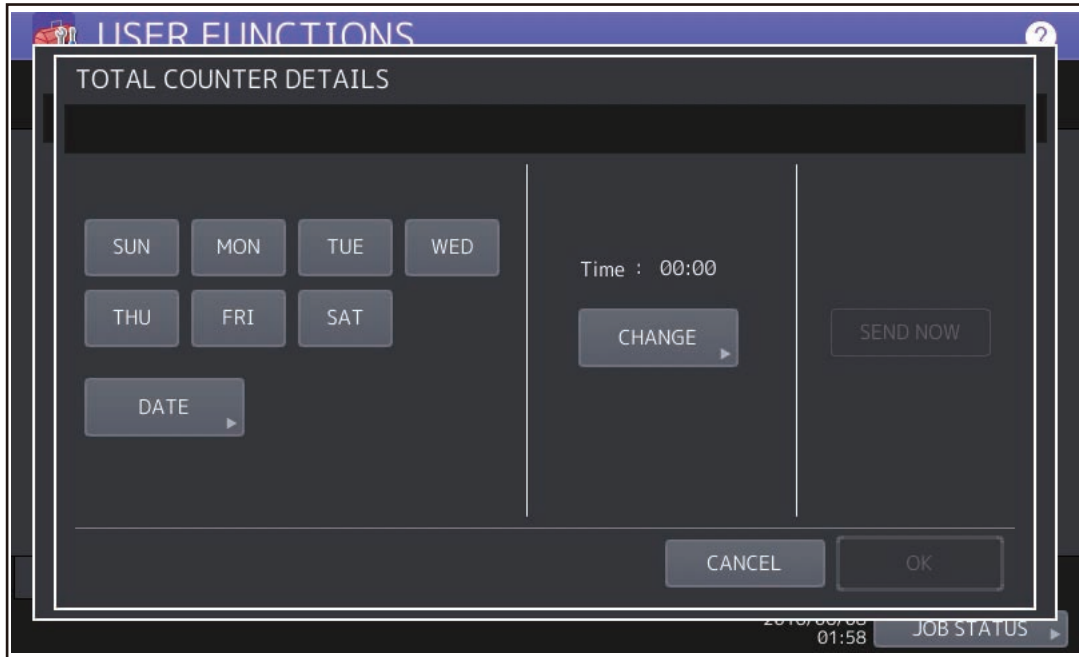 USER FUNCTIONS
?
TOTAL COUNTER DETAILS
SUN MON TUE WED
THU FRI SAT
DATE
Time : 00:00
CHANGE
SEND NOW
CANCEL OK
01:58
JOB STATUS